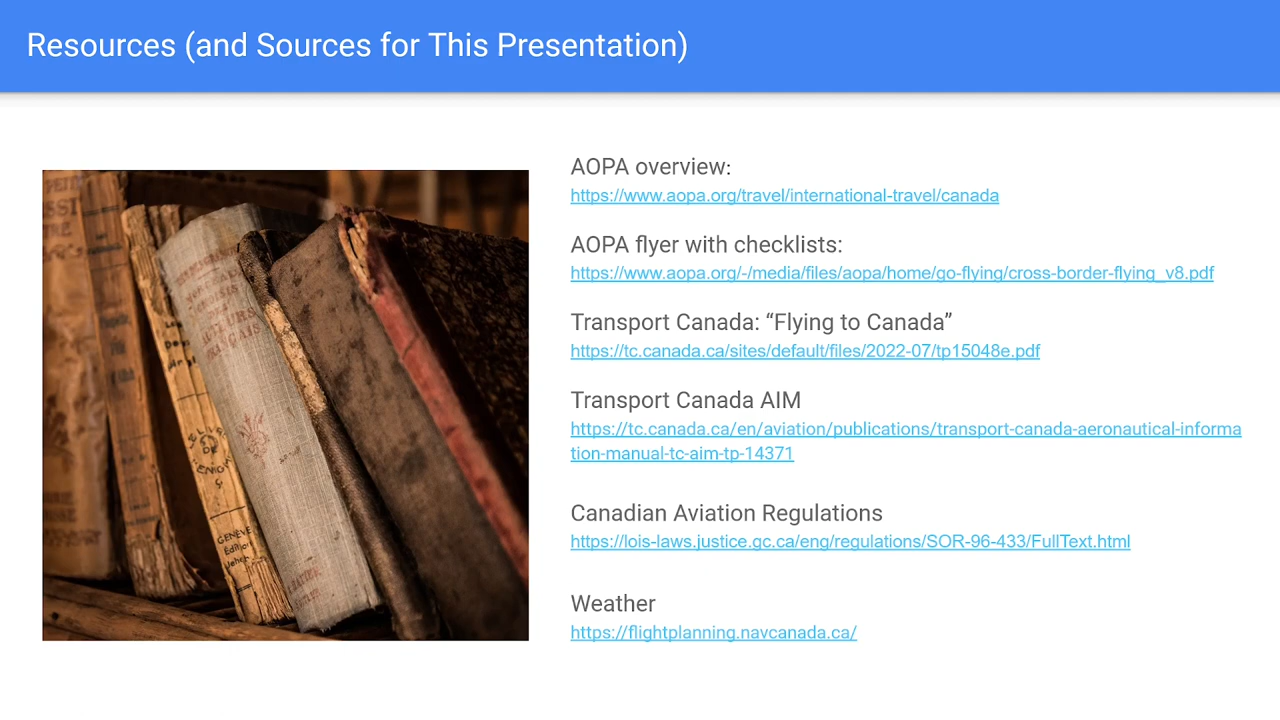 Resources (and Sources for This Presentation)
AOPA overview:
https://www.aopa.org/travel/international-travel/canada
AOPA flyer with checklists:
https://www.aopa.org/-/media/files/aopa/home/go-flying/cross-border-flying_v8.pdf
Transport Canada: “Flying to Canada”
https://tc.canada.ca/sites/default/files/2022-07/tp15048e.pdf
Transport Canada AIM
https://tc.canada.ca/en/aviation/publications/transport-canada-aeronautical-informa
tion-manual-tc-aim-tp-14371
Canadian Aviation Regulations
https://lois-laws.justice.gc.ca/eng/regulations/SOR-96-433/FullText.html
Weather
https://flightplanning.navcanada.ca/
GENÈVE